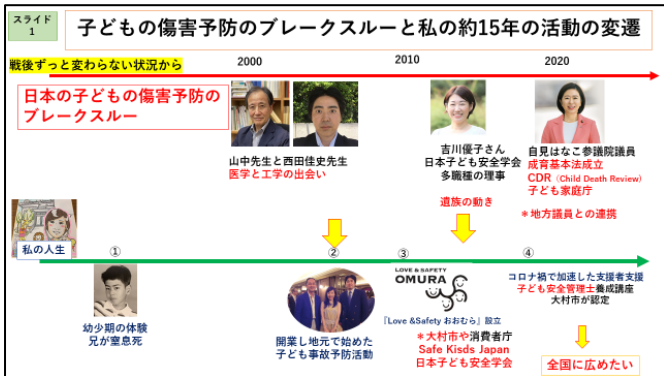 スライド
1
子どもの傷害予防のブレークスルーと私の約15年の活動の変遷
戦後ずっと変わらない状況から
2000
2010
2020
日本の子どもの傷害予防の
ブレークスルー
山中先生と西田佳史先生
医学と工学の出会い
吉川優子さん
日本子ども安全学会
多職種の理事
遺族の動き
自見はなこ参議院議員
成育基本法成立
CDR（Child Death Review）
子ども家庭庁
＊地方議員との連携
私の人生
①
②
③
④
幼少期の体験
兄が窒息死
開業し地元で始めた
子ども事故予防活動
LOVE & SAFETY
OMURA
「Love &Safety おおむら」設立
＊大村市や消費者庁
Safe Kisds Japan
日本子ども安全学会
コロナ禍で加速した支援者支援
子ども安全管理士養成講座
大村市が認定
全国に広めたい